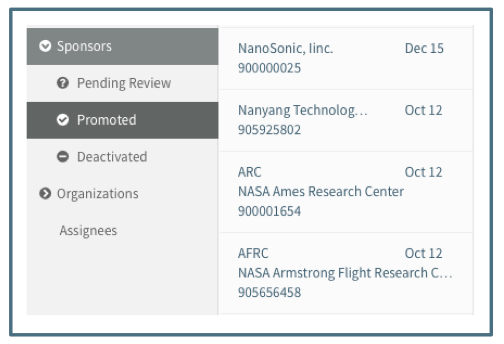 Sponsors
Pending Review
Promoted
Deactivated
Organizations
Assignees
NanoSonic, Iinc. Dec 15
900000025
Nanyang Technolog... Oct 12
905925802
ARC Oct 12
NASA Ames Research Center
900001654
AFRC Oct 12
NASA Armstrong Flight Research C...
905656458